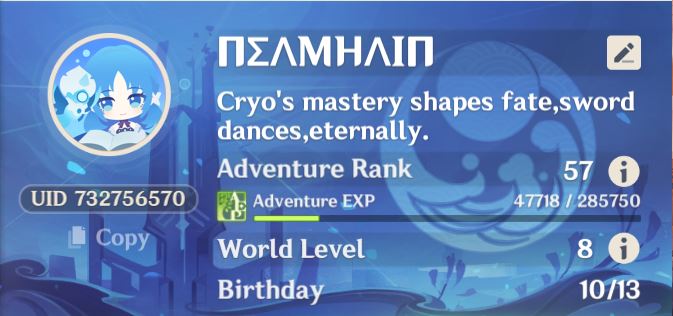 ΠΣΛMHΛIΠ
Cryo's mastery shapes fate,sword
dances,eternally.
Adventure Rank 57
UID 732756570
Adventure EXP 47718 / 285750
Copy
World Level 8
Birthday 10/13